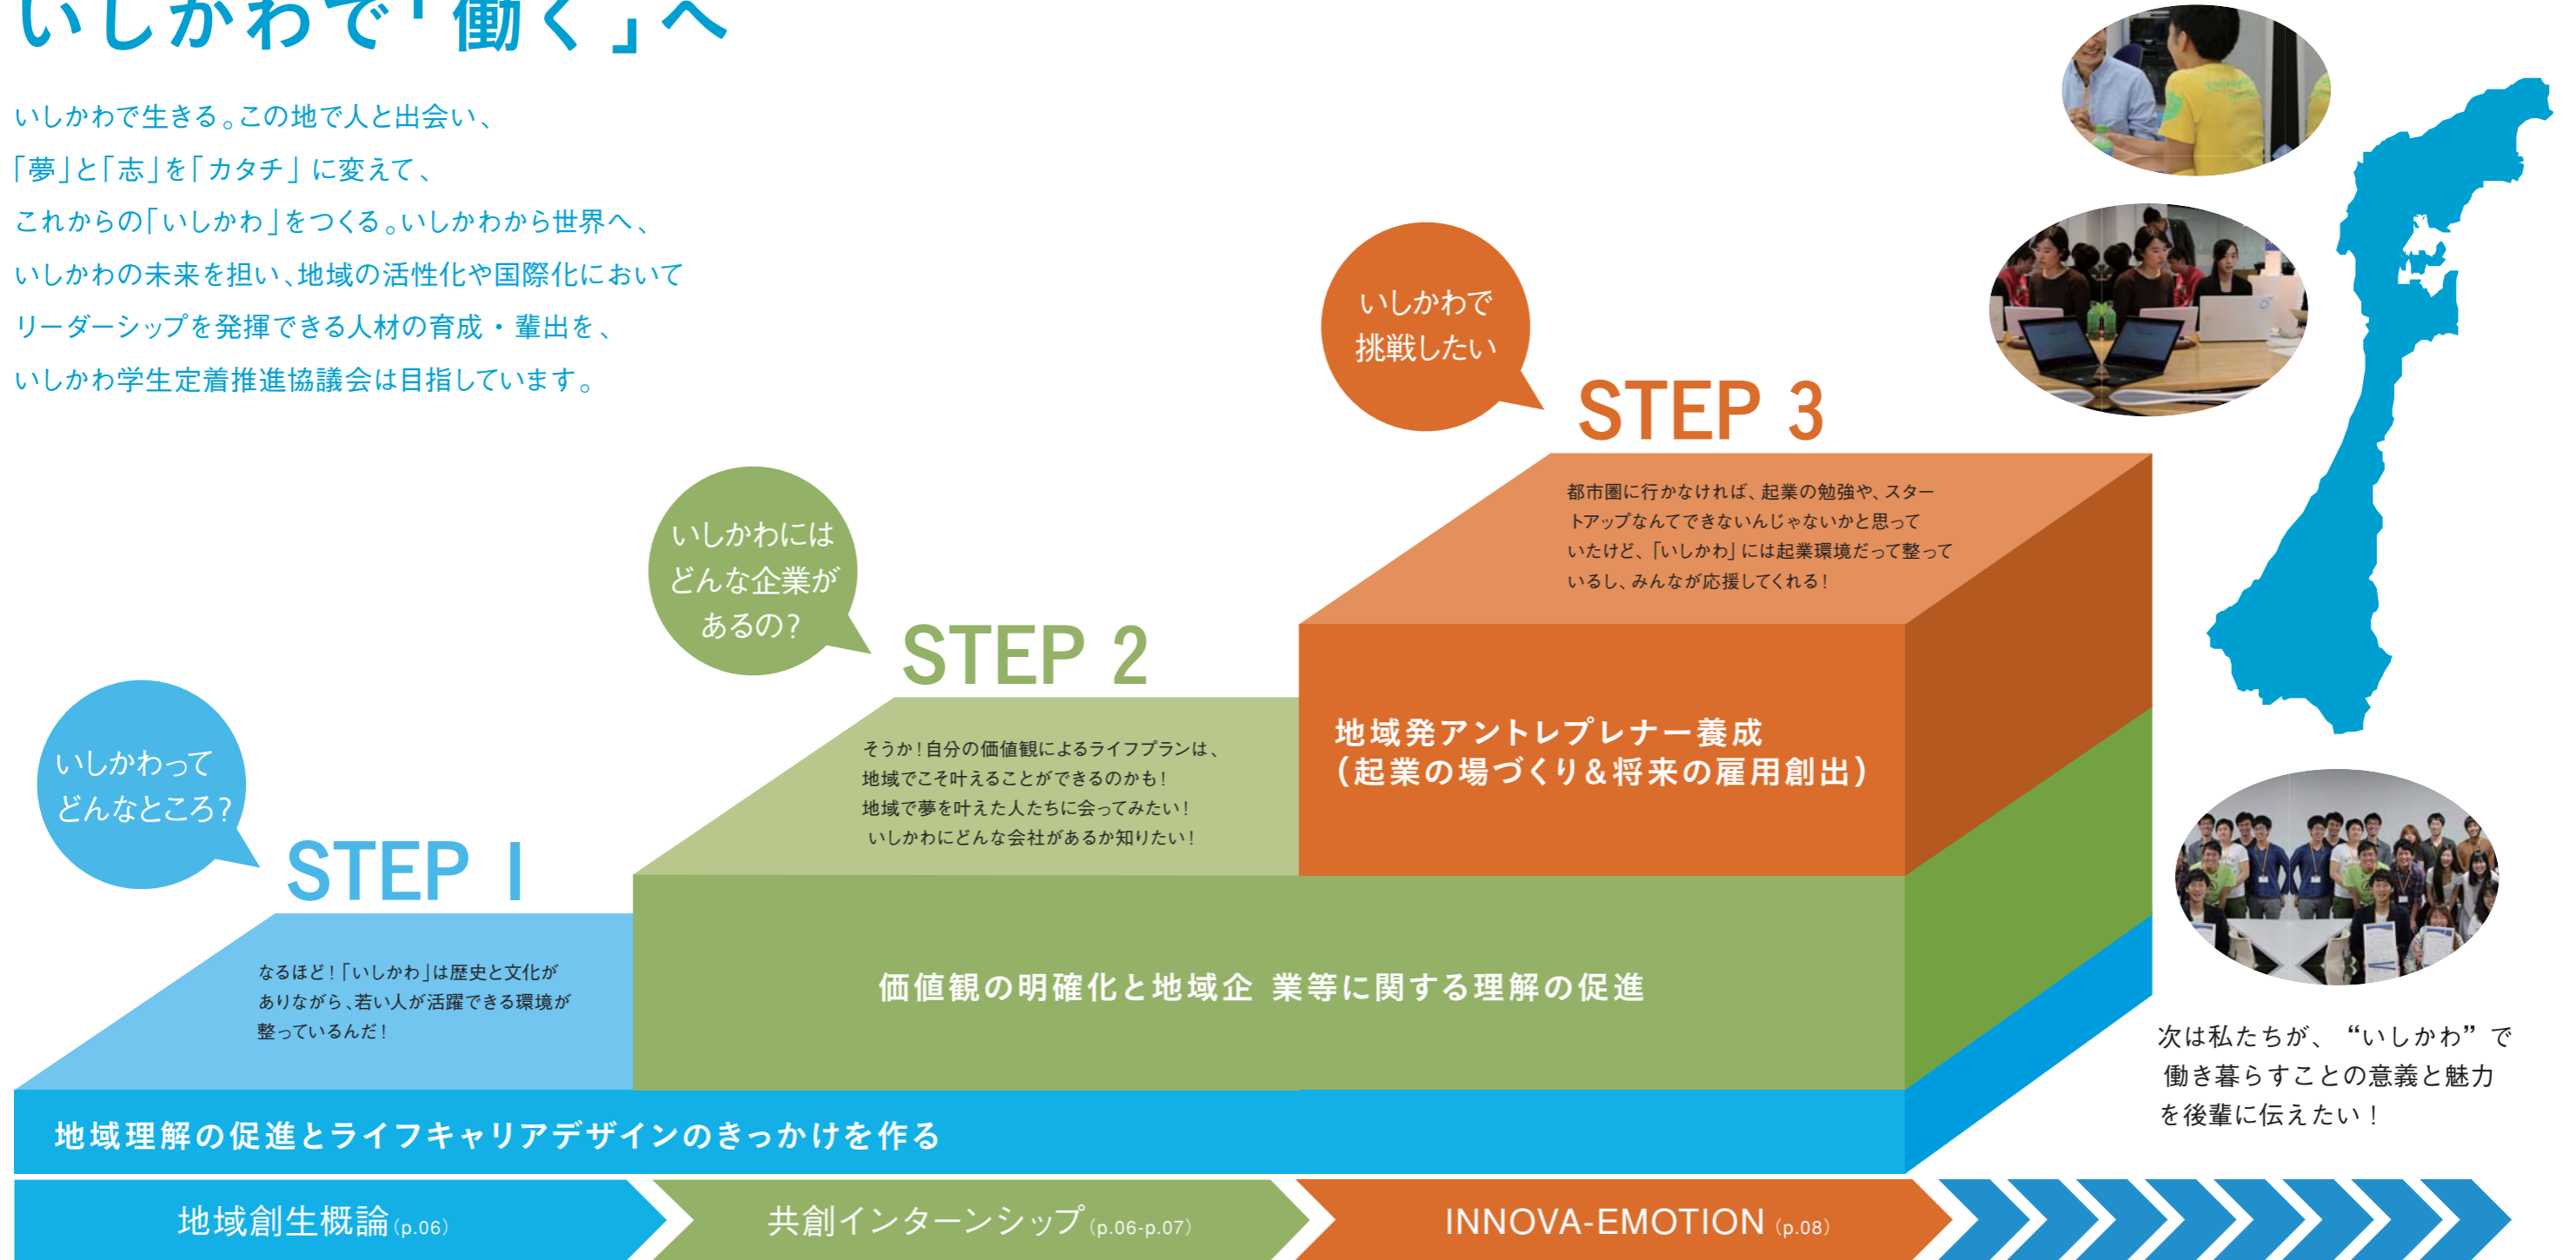 いしかわで「働く」へ
いしかわで生きる。この地で人と出会い、
「夢」と「志」を「カタチ」に変えて、
これからの「いしかわ」をつくる。いしかわから世界へ、
いしかわの未来を担い、地域の活性化や国際化において
リーダーシップを発揮できる人材の育成・輩出を、
いしかわ学生定着推進協議会は目指しています。
いしかわって
どんなところ?
STEP 1
なるほど!「いしかわ」は歴史と文化が
ありながら、若い人が活躍できる環境が
整っているんだ!
いしかわには
どんな企業が
あるの?
STEP 2
そうか!自分の価値観によるライフプランは、
地域でこそ叶えることができるのかも!
地域で夢を叶えた人たちに会ってみたい!
いしかわにどんな会社があるか知りたい!
いしかわで
挑戦したい
STEP 3
都市圏に行かなければ、起業の勉強や、スター
トアップなんてできないんじゃないかと思って
いたけど、「いしかわ」には起業環境だって整って
いるし、みんなが応援してくれる!
地域発アントレプレナー養成
(起業の場づくり&将来の雇用創出)
価値観の明確化と地域企 業等に関する理解の促進
地域理解の促進とライフキャリアデザインのきっかけを作る
次は私たちが、“いしかわ”で
働き暮らすことの意義と魅力
を後輩に伝えたい!
地域創生概論(p.06)
共創インターンシップ(p.06-p.07)
INNOVA-EMOTION (p.08)